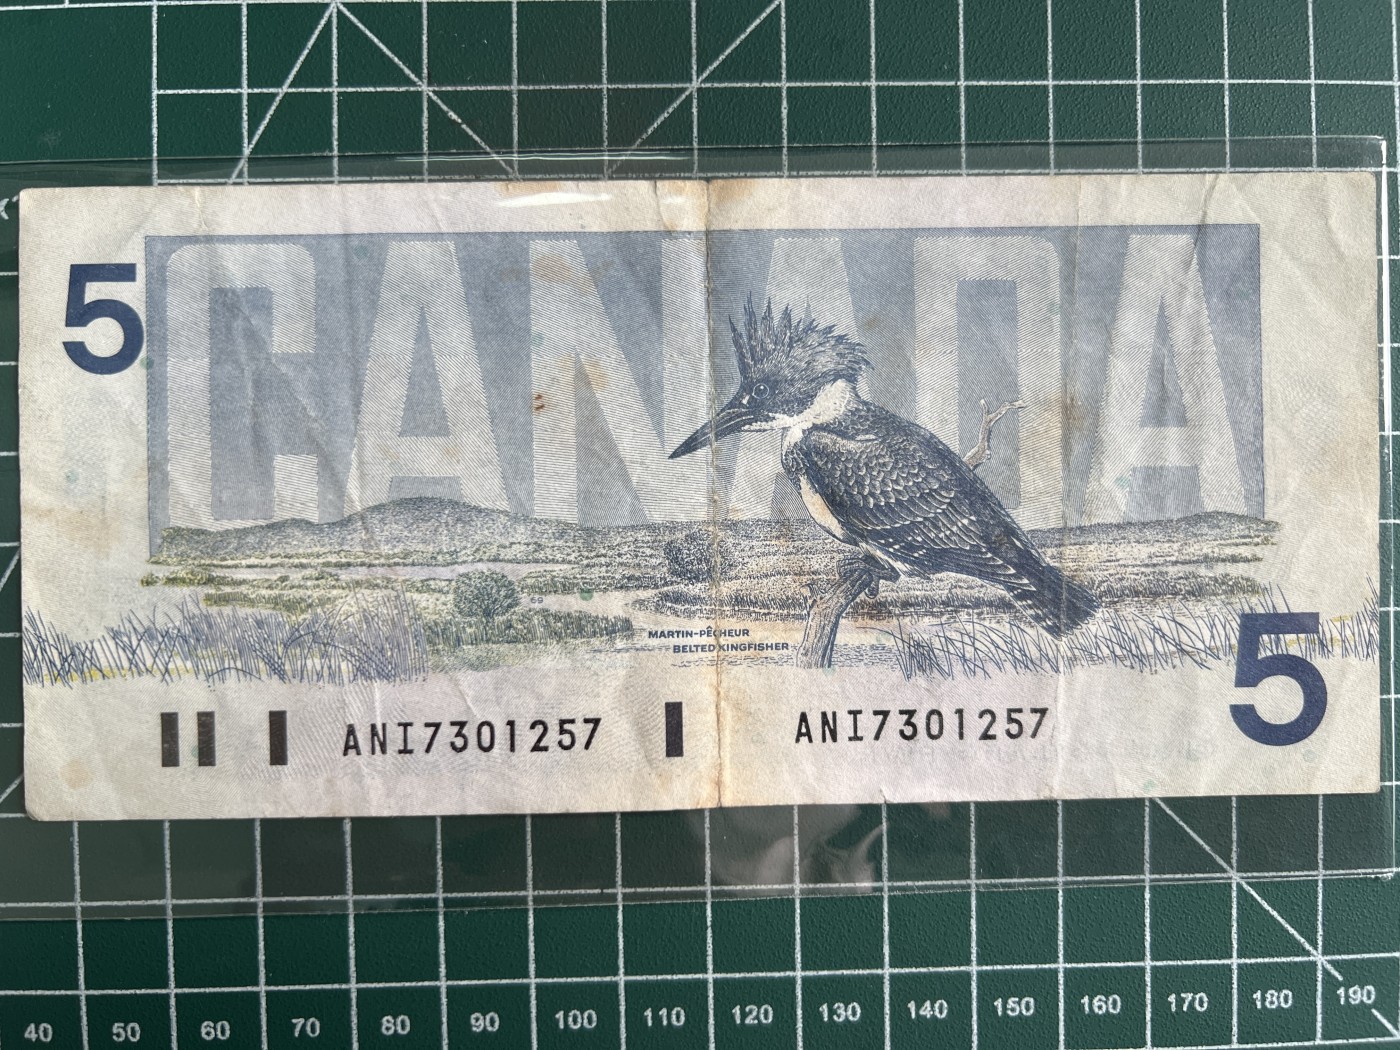 CANADA
5
MARTIN-PÊCHEUR
BELTED KINGFISHER
5
ANI7301257 ANI7301257
40 50 60 70 80 90 100 110 120 130 140 150 160 170 180 190